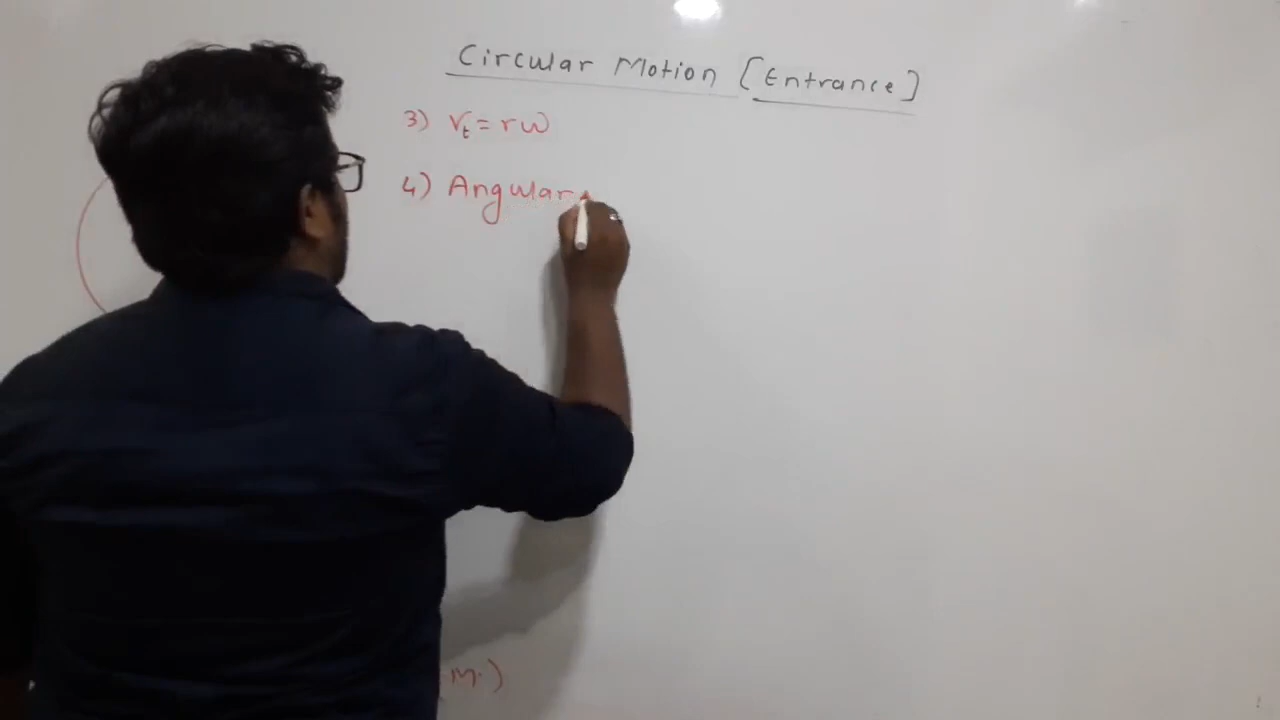 Circular Motion [Entrance]
3) Vt = rω
4) Angular
m.)